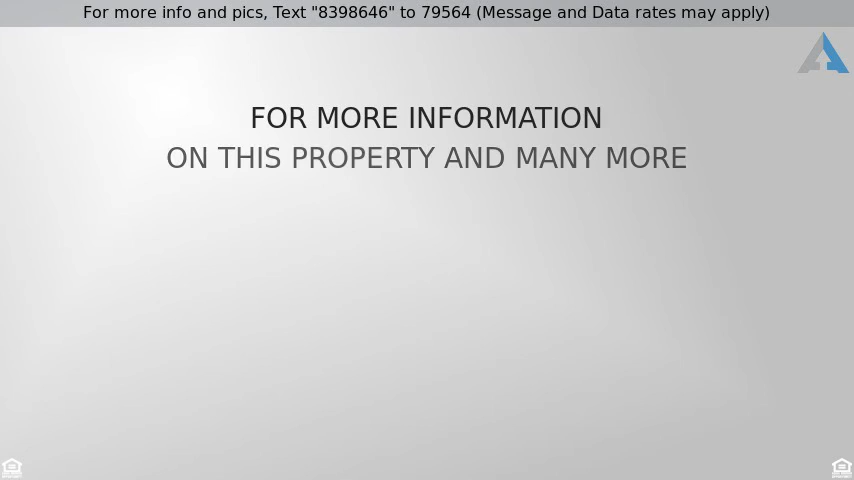 For more info and pics, Text "8398646" to 79564 (Message and Data rates may apply)
FOR MORE INFORMATION
ON THIS PROPERTY AND MANY MORE